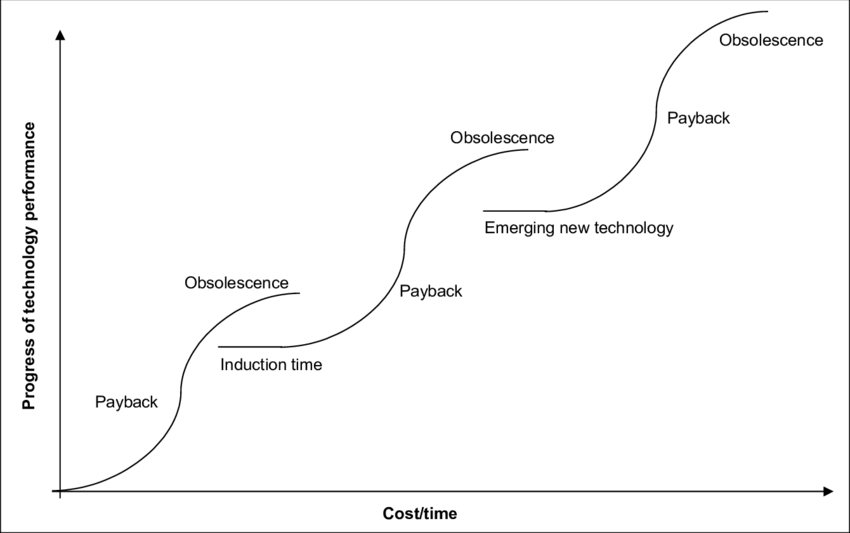 Obsolescence
Payback
Obsolescence
Emerging new technology
Obsolescence
Payback
Induction time
Payback
Progress of technology performance
Cost/time